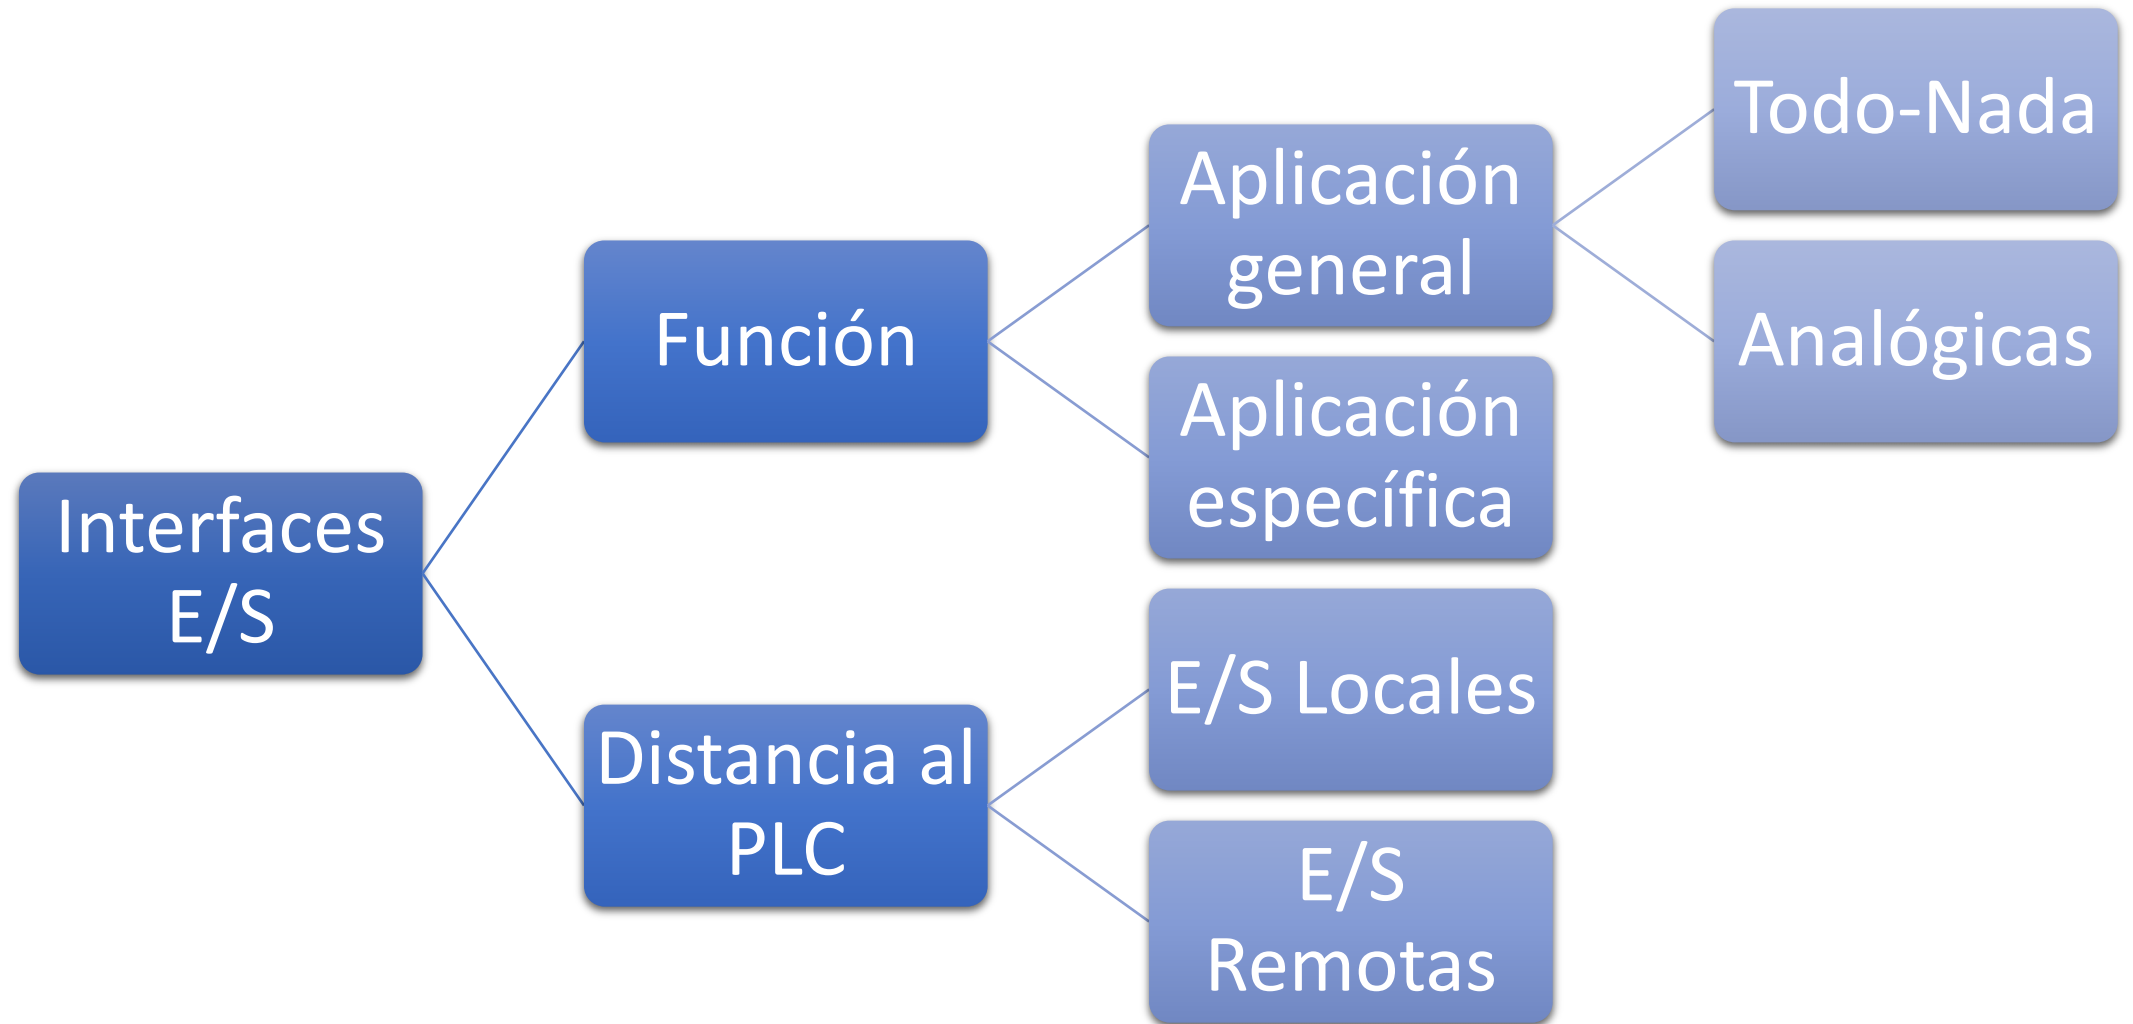 Interfaces
E/S
Función
Aplicación
general
Todo-Nada
Analógicas
Aplicación
específica
Distancia al
PLC
E/S Locales
E/S
Remotas